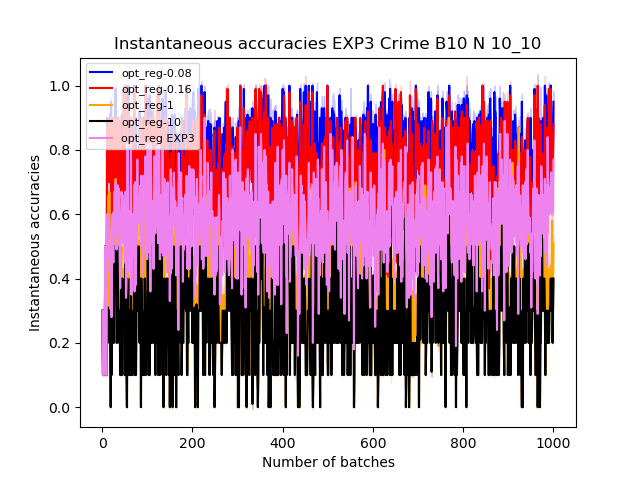 Instantaneous accuracies EXP3 Crime B10 N 10_10
opt_reg-0.08
opt_reg-0.16
opt_reg-1
opt_reg-10
opt_reg EXP3
1.0
0.8
0.6
0.4
0.2
0.0
Instantaneous accuracies
0 200 400 600 800 1000
Number of batches